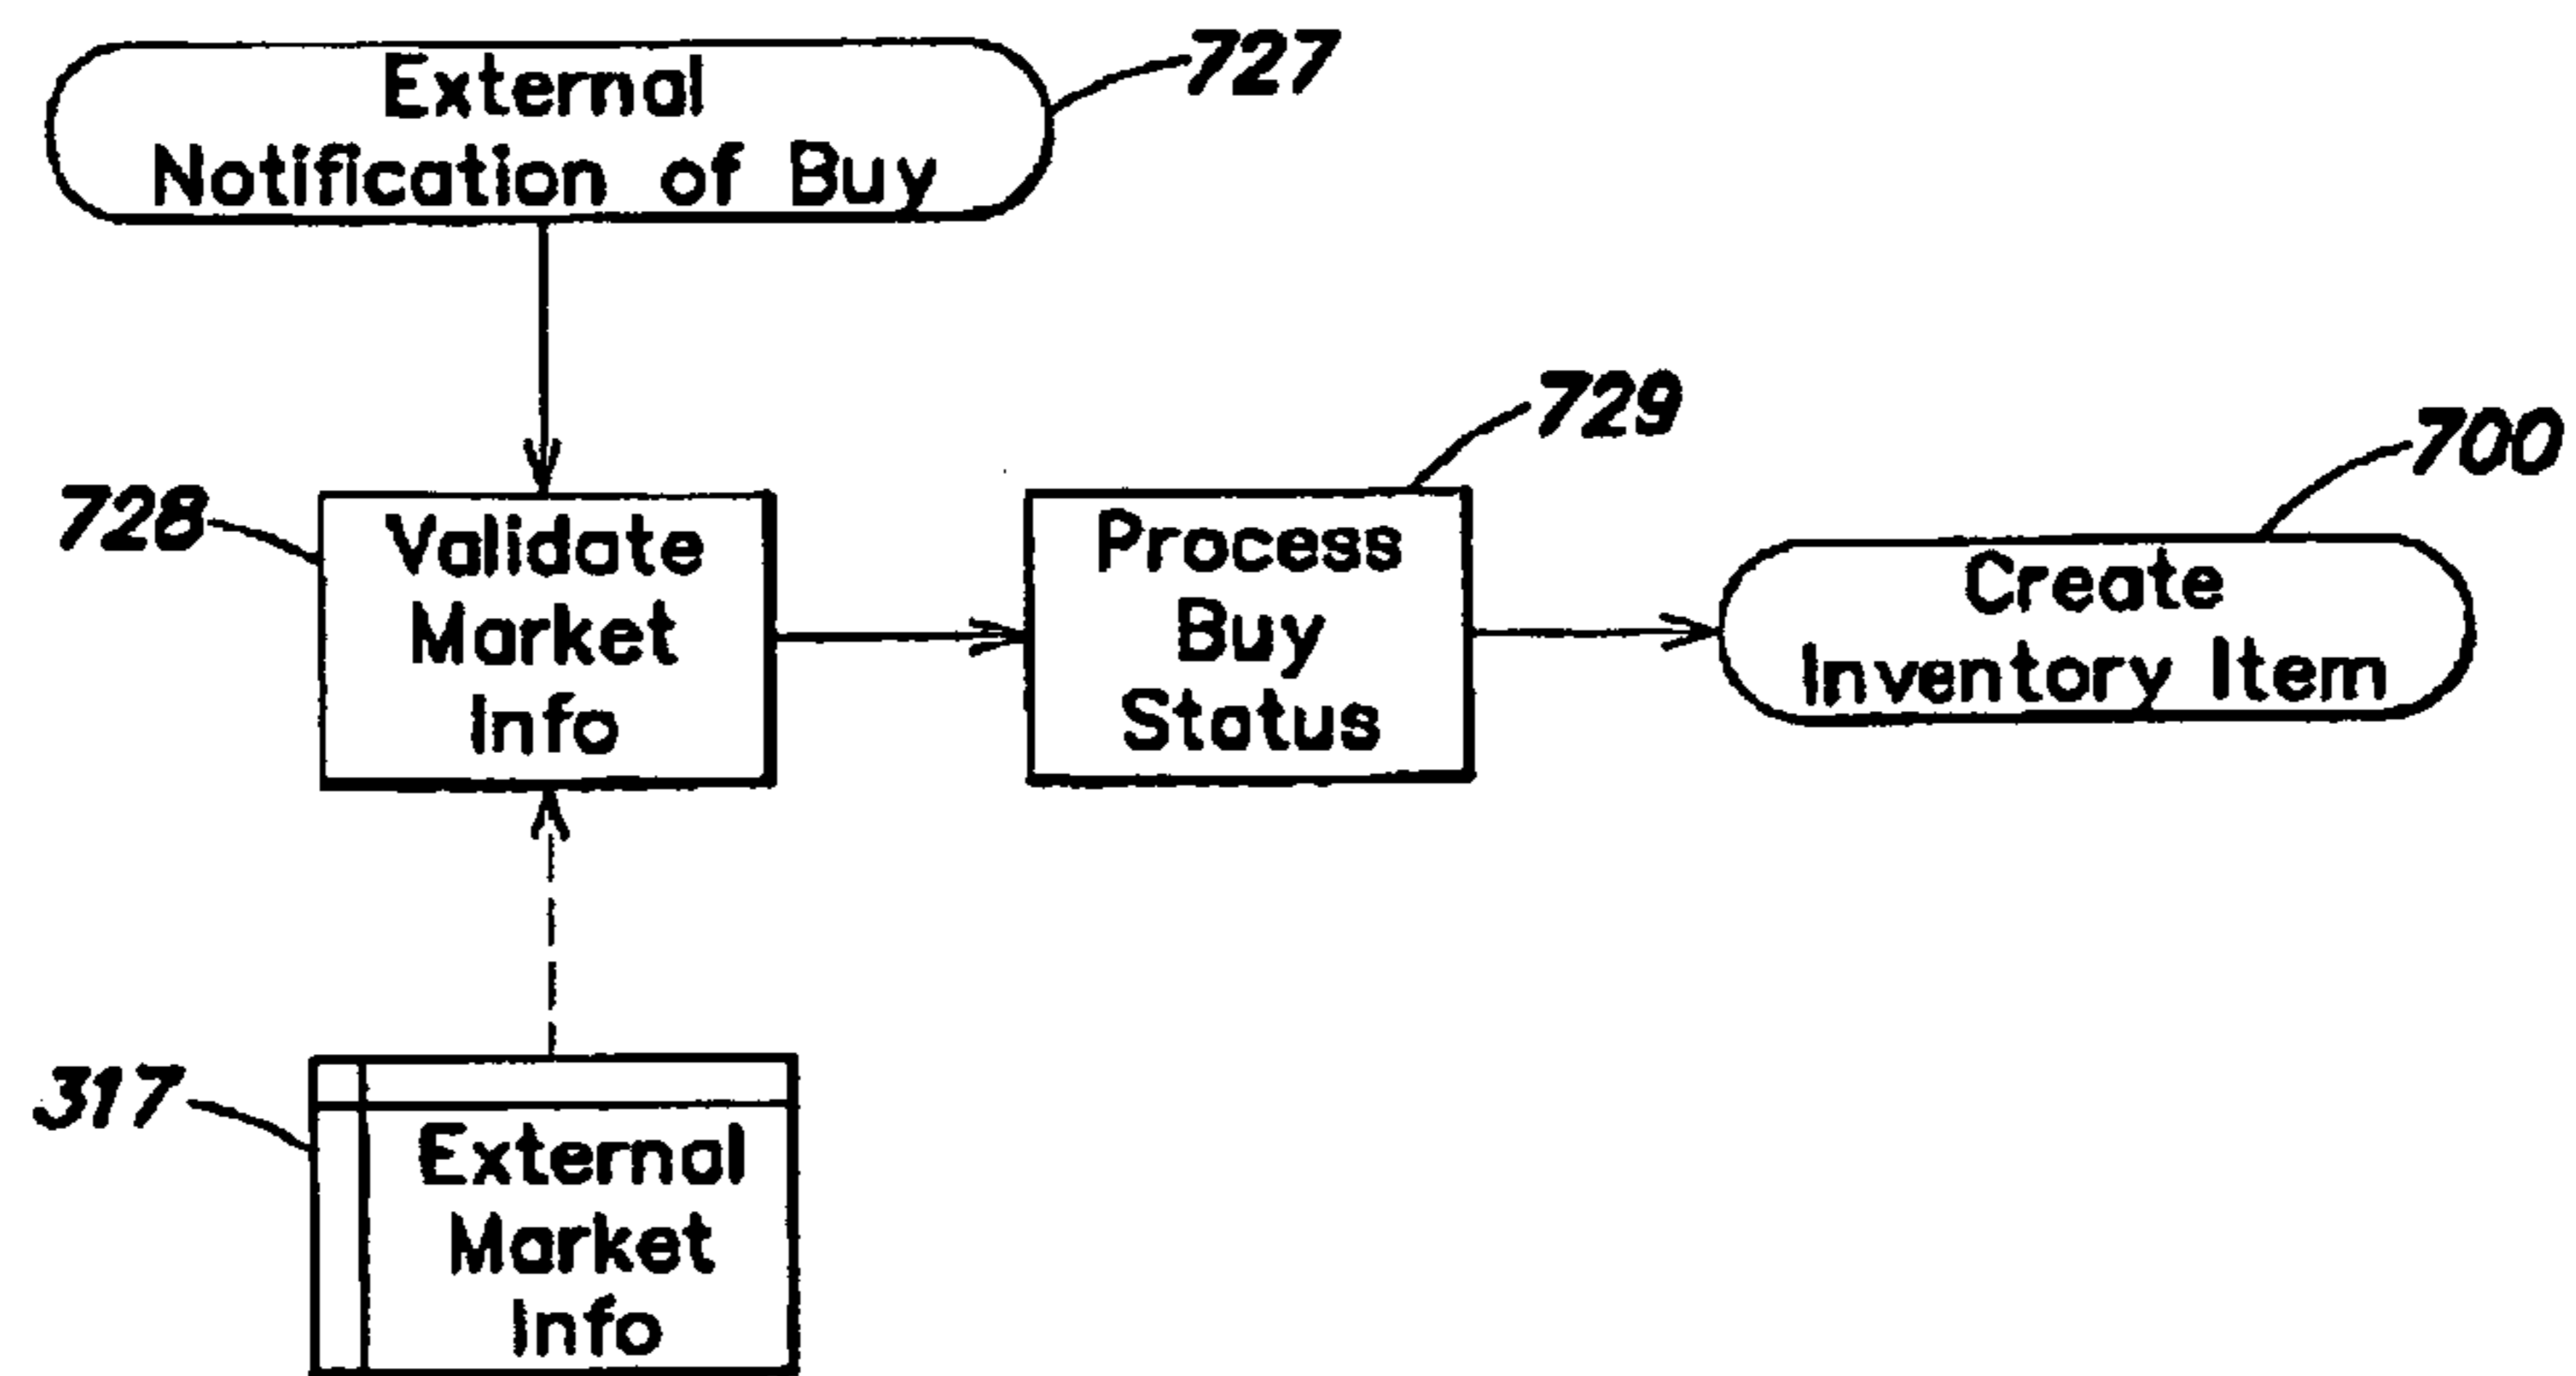 External
Notification of Buy
727
728
Validate
Market
Info
729
Process
Buy
Status
700
Create
Inventory Item
317
External
Market
Info